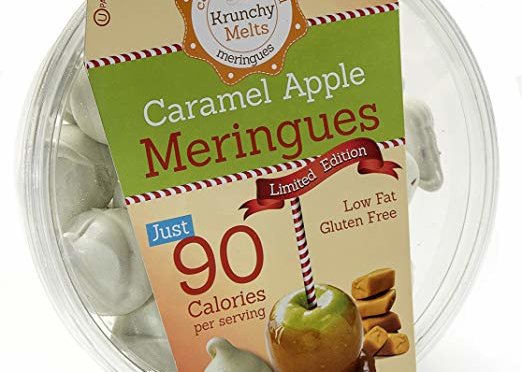 Krunchy
Melts
meringues
Caramel Apple
Meringues
Limited Edition
Low Fat
Gluten Free
Just
90
Calories
per serving